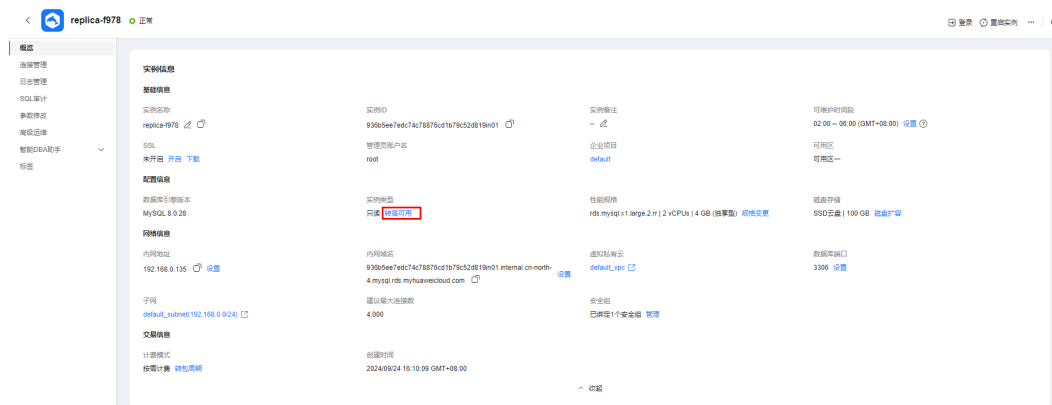 replica-f978 正常
登录 重启实例 ...
概览
连接管理
日志管理
SQL审计
参数修改
高级运维
智能DBA助手
标签
实例信息
基础信息
实例名称 实例ID 实例备注 可维护时间段
replica-f978 936b5ee7edc74c78876cd1b79c52d819in01 -- 02:00 – 06:00 (GMT+08:00) 设置
SSL 管理员账户名 企业项目 可用区
未开启 开启 下载 root default 可用区一
配置信息
数据库引擎版本 实例类型 性能规格 磁盘存储
MySQL 8.0.28 只读 转高可用 rds.mysql.x1.large.2.rr | 2 vCPUs | 4 GB (独享型) 规格变更 SSD云盘 | 100 GB 磁盘扩容
网络信息
内网地址 内网域名 虚拟私有云 数据库端口
192.168.0.135 设置 936b5ee7edc74c78876cd1b79c52d819in01.internal.cn-north-4.mysql.rds.myhuaweicloud.com 设置 default_vpc 3306 设置
子网 建议最大连接数 安全组
default_subnet(192.168.0.0/24) 4,000 已绑定1个安全组 管理
交易信息
计费模式 创建时间
按需计费 转包周期 2024/09/24 16:10:09 GMT+08:00
收起